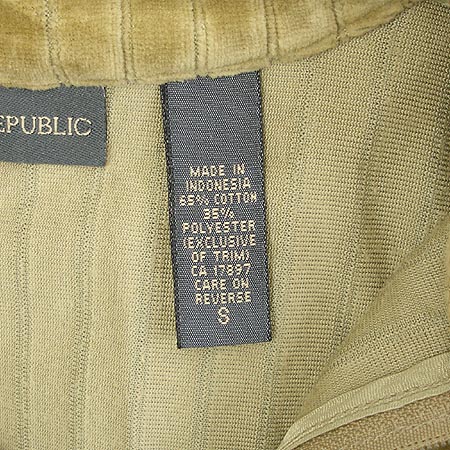 EPUBLIC
MADE IN
INDONESIA
65% COTTON
35%
POLYESTER
(EXCLUSIVE
OF TRIM)
CA 17897
CARE ON
REVERSE
S